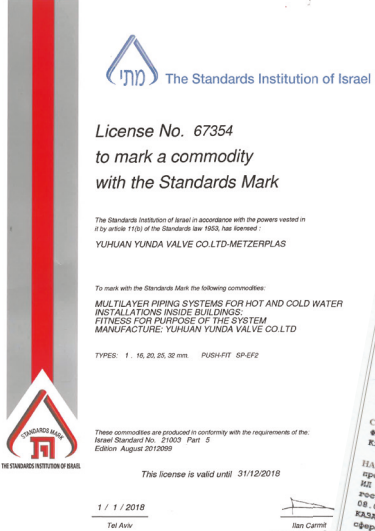 מתי The Standards Institution of Israel
License No. 67354
to mark a commodity
with the Standards Mark
The Standards Institution of Israel in accordance with the powers vested in
it by article 11(b) of the Standards law 1953, has licensed :
YUHUAN YUNDA VALVE CO.LTD-METZERPLAS
To mark with the Standards Mark the following commodities:
MULTILAYER PIPING SYSTEMS FOR HOT AND COLD WATER
INSTALLATIONS INSIDE BUILDINGS:
FITNESS FOR PURPOSE OF THE SYSTEM
MANUFACTURE: YUHUAN YUNDA VALVE CO.LTD
TYPES: 1 . 16, 20, 25, 32 mm. PUSH-FIT SP-EF2
STANDARDS MARK
THE STANDARDS INSTITUTION OF ISRAEL
These commodities are produced in conformity with the requirements of the:
Israel Standard No. 21003 Part 5
Edition August 2012099
This license is valid until 31/12/2018
1 / 1 / 2018
Tel Aviv
Ilan Carmit
08.